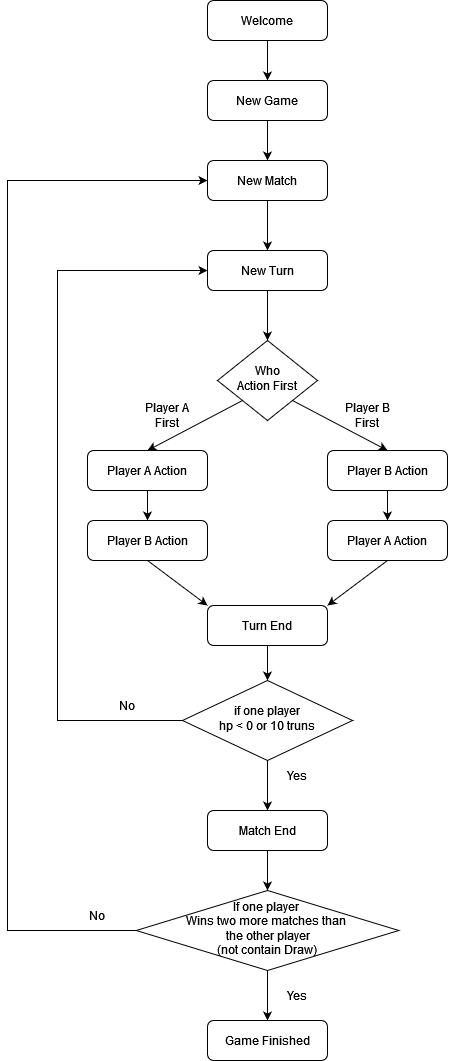 Welcome
New Game
New Match
New Turn
Who
Action First
Player A
First
Player B
First
Player A Action
Player B Action
Player B Action
Player A Action
Turn End
if one player
hp < 0 or 10 truns
No
Yes
Match End
If one player
Wins two more matches than
the other player
(not contain Draw)
No
Yes
Game Finished